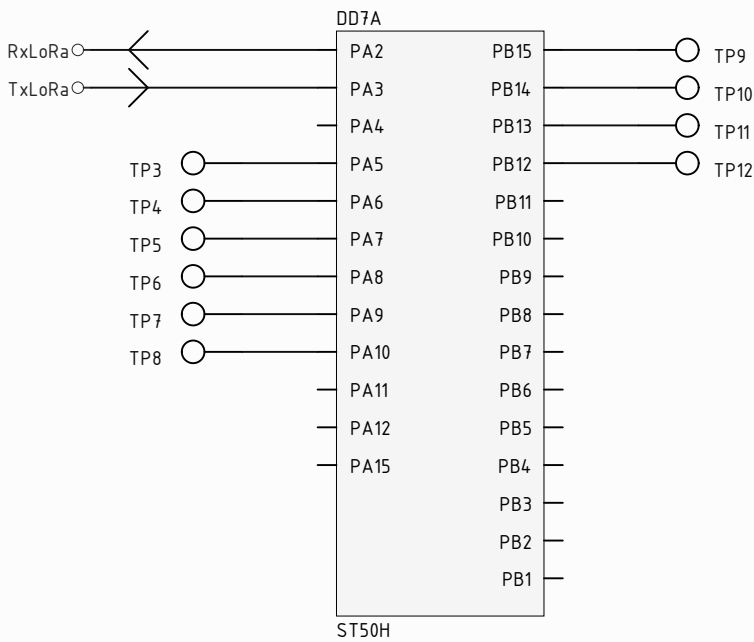 DD7A
RxLoRa PA2 PB15 TP9
TxLoRa PA3 PB14 TP10
PA4 PB13 TP11
TP3 PA5 PB12 TP12
TP4 PA6 PB11
TP5 PA7 PB10
TP6 PA8 PB9
TP7 PA9 PB8
TP8 PA10 PB7
PA11 PB6
PA12 PB5
PA15 PB4
PB3
PB2
PB1
ST50H